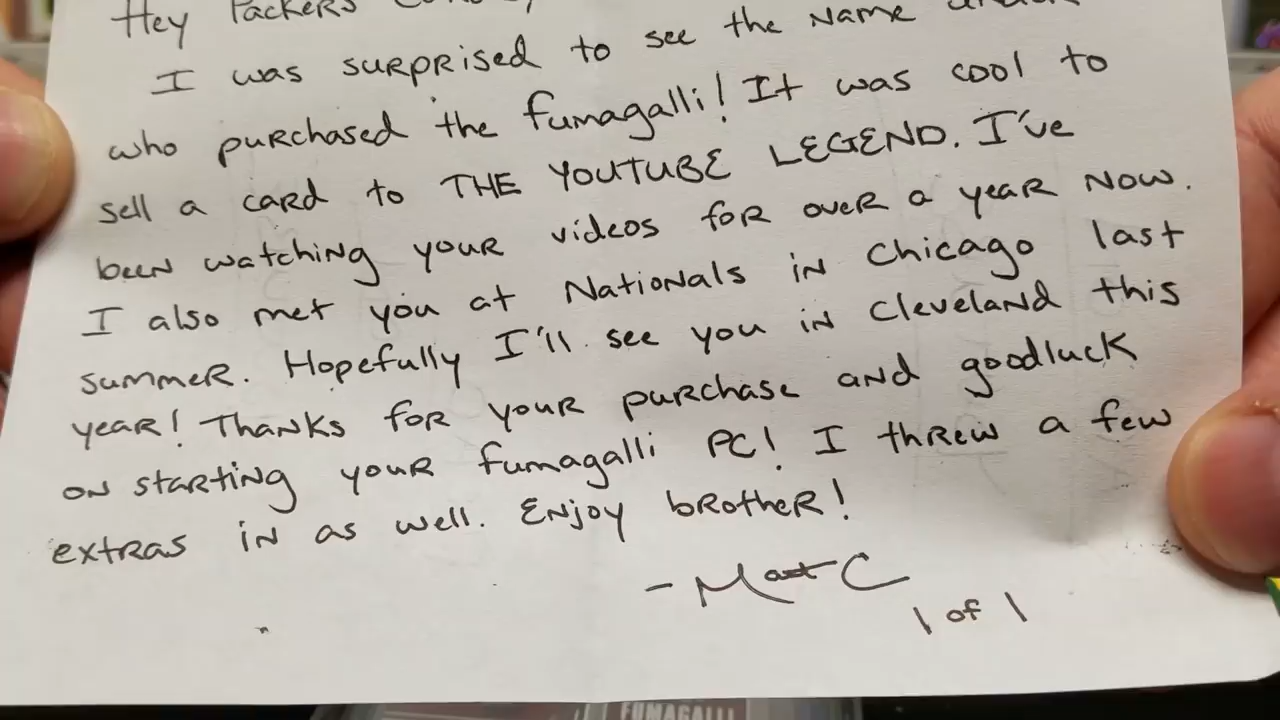 Hey Packers
I was surprised to see the Name
who purchased the fumagalli! It was cool to
sell a card to THE YOUTUBE LEGEND. I've
been watching your videos for over a year Now.
I also met you at Nationals in Chicago last
summer. Hopefully I'll see you in Cleveland this
year! Thanks for your purchase and goodluck
on starting your fumagalli PC! I threw a few
extras in as well. Enjoy brother!
- Matt C
1 of 1
FUMAGALLI